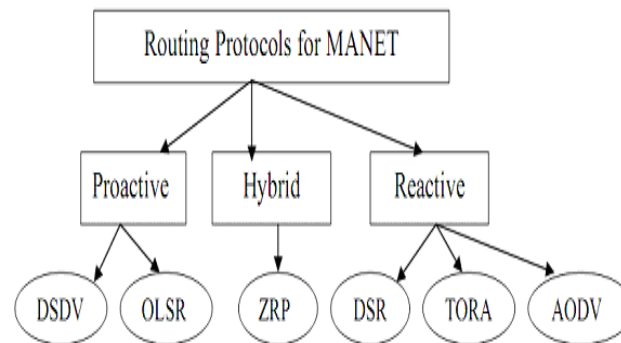 Routing Protocols for MANET
Proactive
Hybrid
Reactive
DSDV
OLSR
ZRP
DSR
TORA
AODV